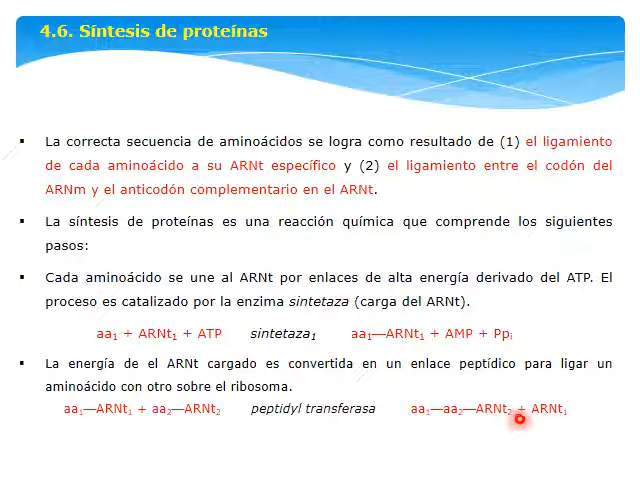 4.6. Síntesis de proteínas
▪ La correcta secuencia de aminoácidos se logra como resultado de (1) el ligamiento
de cada aminoácido a su ARNt específico y (2) el ligamiento entre el codón del
ARNm y el anticodón complementario en el ARNt.
▪ La síntesis de proteínas es una reacción química que comprende los siguientes
pasos:
▪ Cada aminoácido se une al ARNt por enlaces de alta energía derivado del ATP. El
proceso es catalizado por la enzima sintetaza (carga del ARNt).
aa₁ + ARNt₁ + ATP sintetaza₁ aa₁—ARNt₁ + AMP + Ppᵢ
▪ La energía de el ARNt cargado es convertida en un enlace peptídico para ligar un
aminoácido con otro sobre el ribosoma.
aa₁—ARNt₁ + aa₂—ARNt₂ peptidyl transferasa aa₁—aa₂—ARNt₂ + ARNt₁